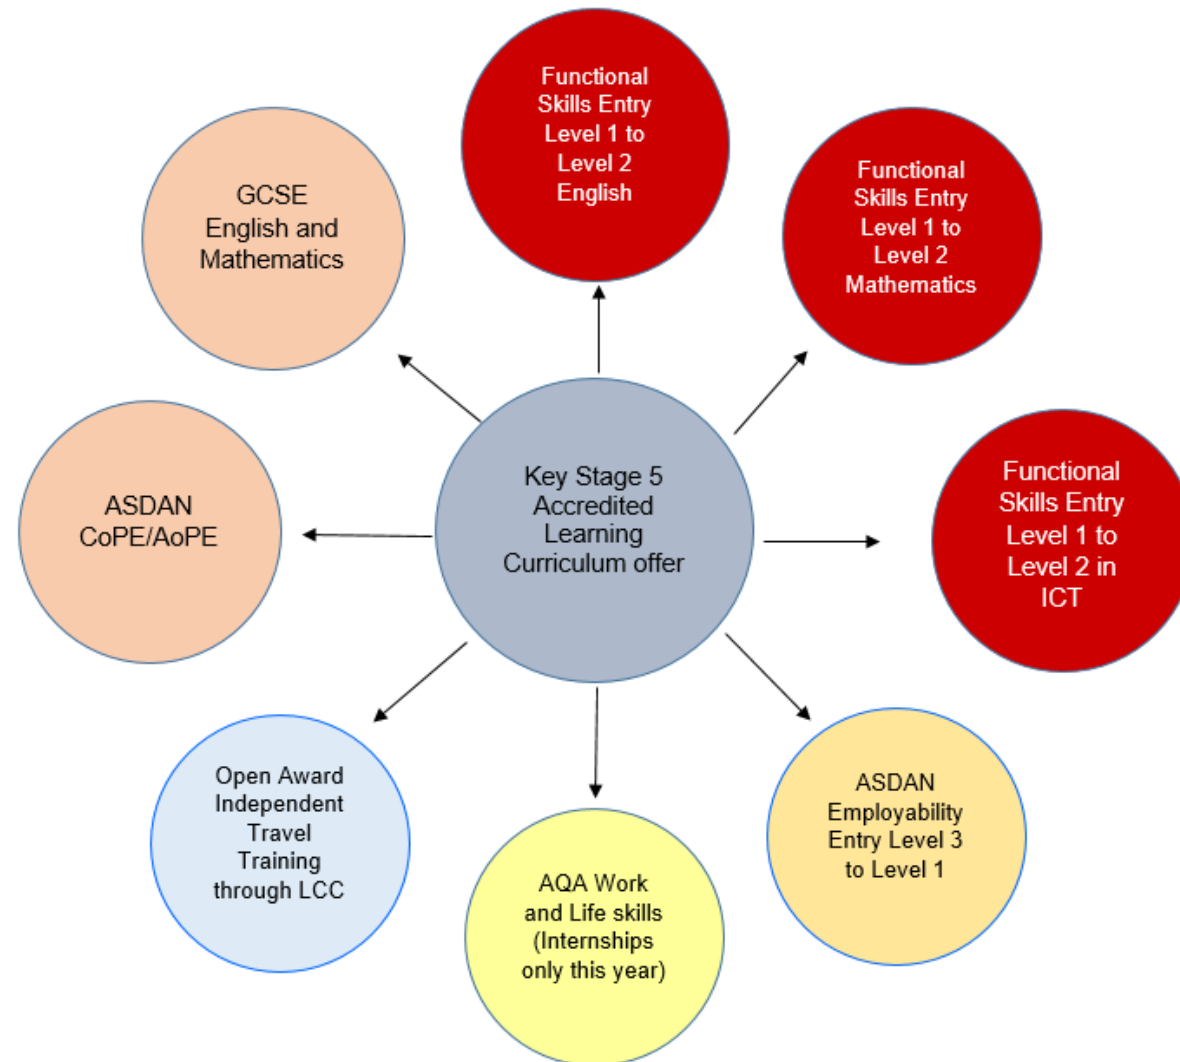 Functional
Skills Entry
Level 1 to
Level 2
English
Functional
Skills Entry
Level 1 to
Level 2
Mathematics
Functional
Skills Entry
Level 1 to
Level 2 in
ICT
ASDAN
Employability
Entry Level 3
to Level 1
AQA Work
and Life skills
(Internships
only this year)
Open Award
Independent
Travel
Training
through LCC
ASDAN
CoPE/AoPE
GCSE
English and
Mathematics
Key Stage 5
Accredited
Learning
Curriculum offer